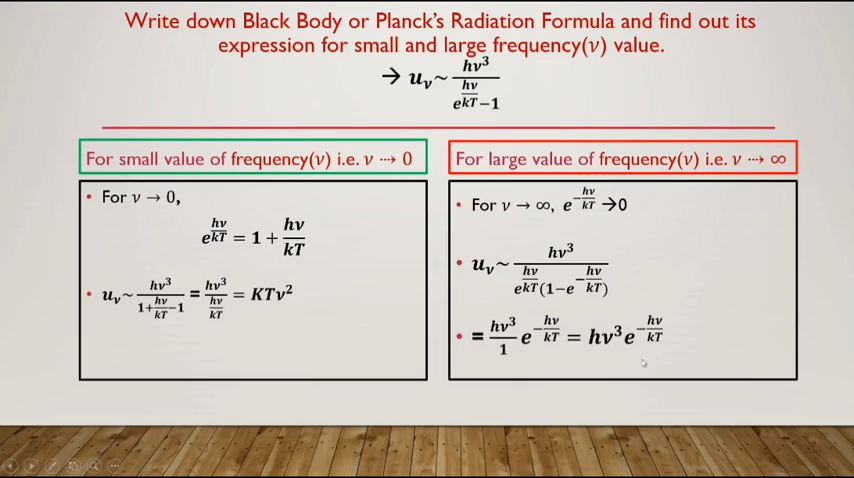 Write down Black Body or Planck's Radiation Formula and find out its
expression for small and large frequency(ν) value.
→ u_ν~ hν³ / (e^(hν/kT) −1)
For small value of frequency(ν) i.e. ν ⇢ 0
• For ν → 0,
e^(hν/kT) = 1 + hν/kT
• u_ν~ hν³ / (1+hν/kT−1) = hν³ / (hν/kT) = KTν²
For large value of frequency(ν) i.e. ν ⇢ ∞
• For ν → ∞, e^(−hν/kT) →0
• u_ν~ hν³ / (e^(hν/kT)(1−e^(−hν/kT)))
• = hν³/1 e^(−hν/kT) = hν³e^(−hν/kT)